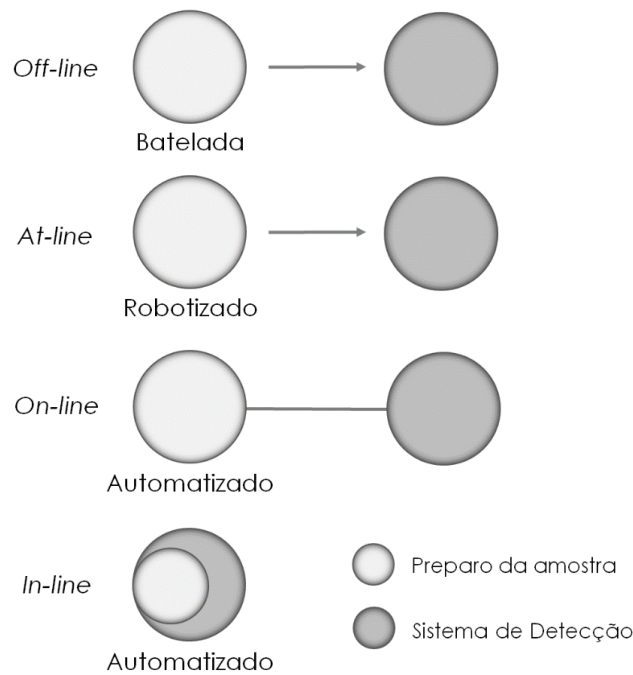 Off-line
Batelada
At-line
Robotizado
On-line
Automatizado
In-line
Automatizado
Preparo da amostra
Sistema de Detecção